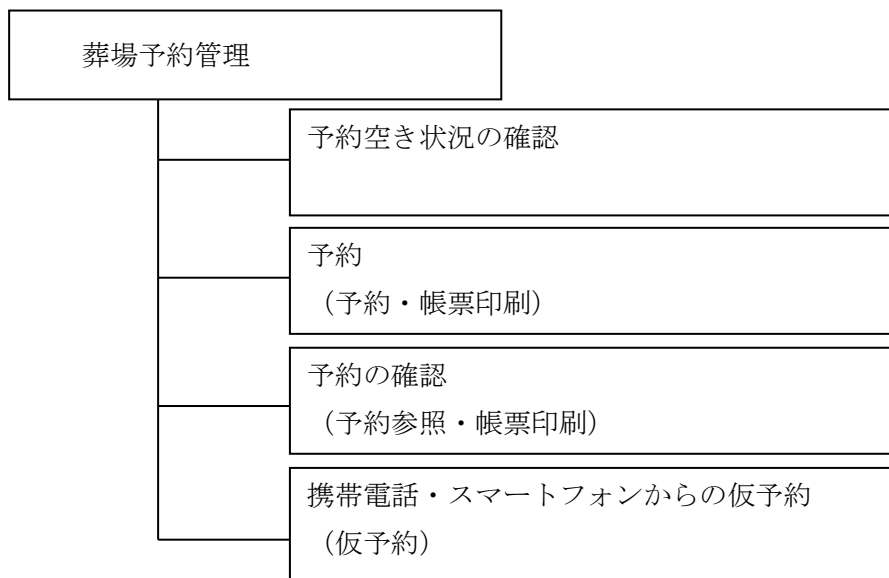 葬場予約管理
予約空き状況の確認
予約
（予約・帳票印刷）
予約の確認
（予約参照・帳票印刷）
携帯電話・スマートフォンからの仮予約
（仮予約）